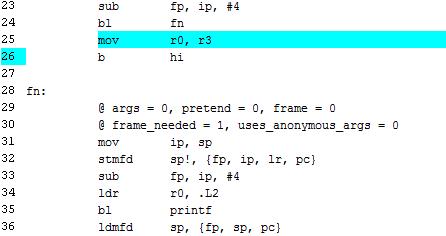 23 sub fp, ip, #4
24 bl fn
25 mov r0, r3
26 b hi
27
28 fn:
29 @ args = 0, pretend = 0, frame = 0
30 @ frame_needed = 1, uses_anonymous_args = 0
31 mov ip, sp
32 stmfd sp!, {fp, ip, lr, pc}
33 sub fp, ip, #4
34 ldr r0, .L2
35 bl printf
36 ldmfd sp, {fp, sp, pc}